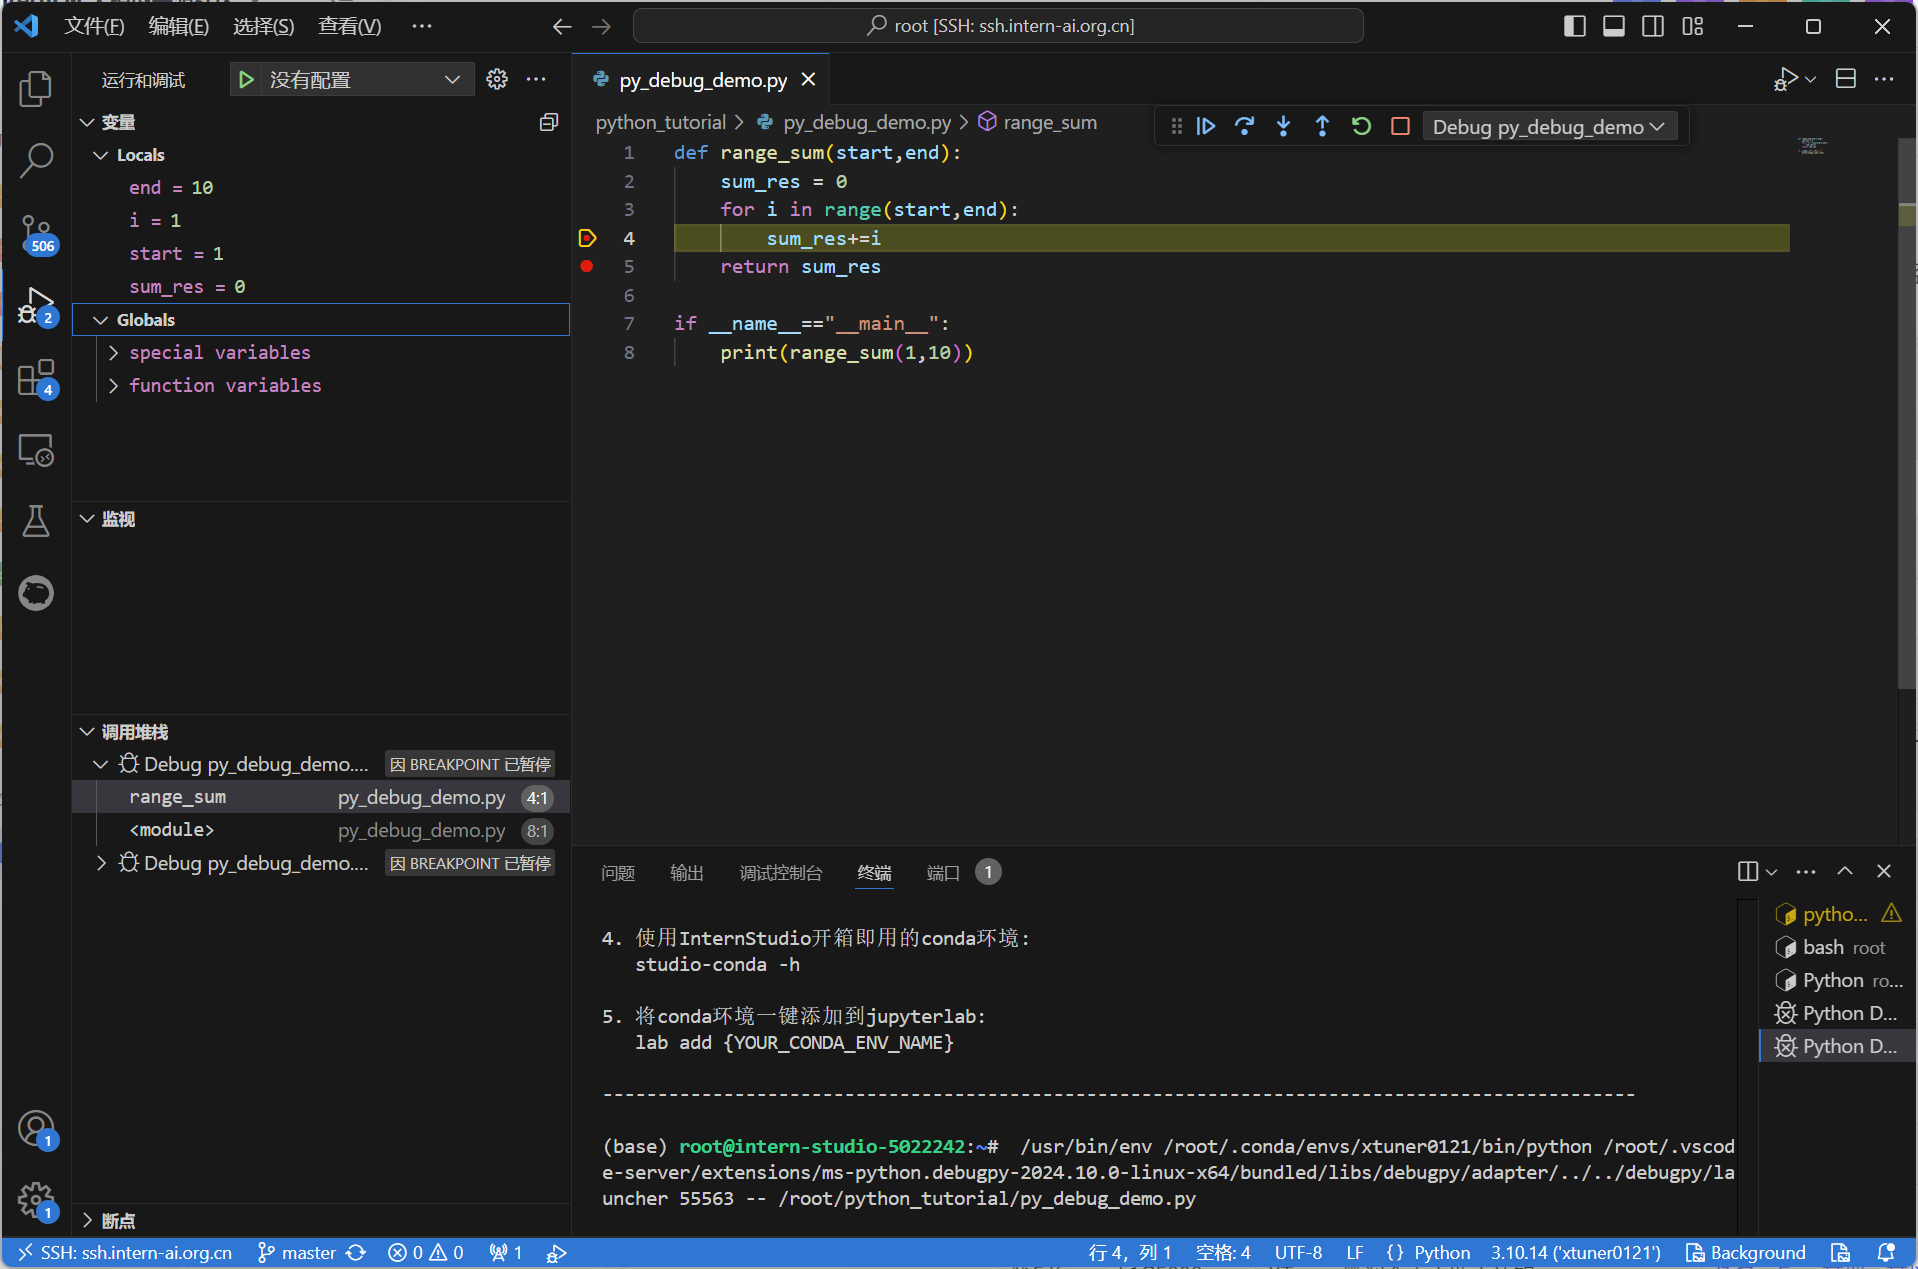 文件(F) 编辑(E) 选择(S) 查看(V) ··· root [SSH: ssh.intern-ai.org.cn]
运行和调试 没有配置 ···
变量
Locals
end = 10
i = 1
start = 1
sum_res = 0
Globals
special variables
function variables
监视
调用堆栈
Debug py_debug_demo.... 因 BREAKPOINT 已暂停
range_sum py_debug_demo.py 4:1
<module> py_debug_demo.py 8:1
Debug py_debug_demo.... 因 BREAKPOINT 已暂停
断点
506
2
4
1
1
py_debug_demo.py
python_tutorial > py_debug_demo.py > range_sum
Debug py_debug_demo
1 def range_sum(start,end):
2 sum_res = 0
3 for i in range(start,end):
4 sum_res+=i
5 return sum_res
6
7 if __name__=="__main__":
8 print(range_sum(1,10))
问题 输出 调试控制台 终端 端口 1
4. 使用InternStudio开箱即用的conda环境:
studio-conda -h
5. 将conda环境一键添加到jupyterlab:
lab add {YOUR_CONDA_ENV_NAME}
---------------------------------------------------------------------------------------------
(base) root@intern-studio-5022242:~# /usr/bin/env /root/.conda/envs/xtuner0121/bin/python /root/.vscod
e-server/extensions/ms-python.debugpy-2024.10.0-linux-x64/bundled/libs/debugpy/adapter/../../debugpy/la
uncher 55563 -- /root/python_tutorial/py_debug_demo.py
pytho...
bash root
Python ro...
Python D...
Python D...
SSH: ssh.intern-ai.org.cn master 0 0 1 行 4，列 1 空格: 4 UTF-8 LF {} Python 3.10.14 ('xtuner0121') Background